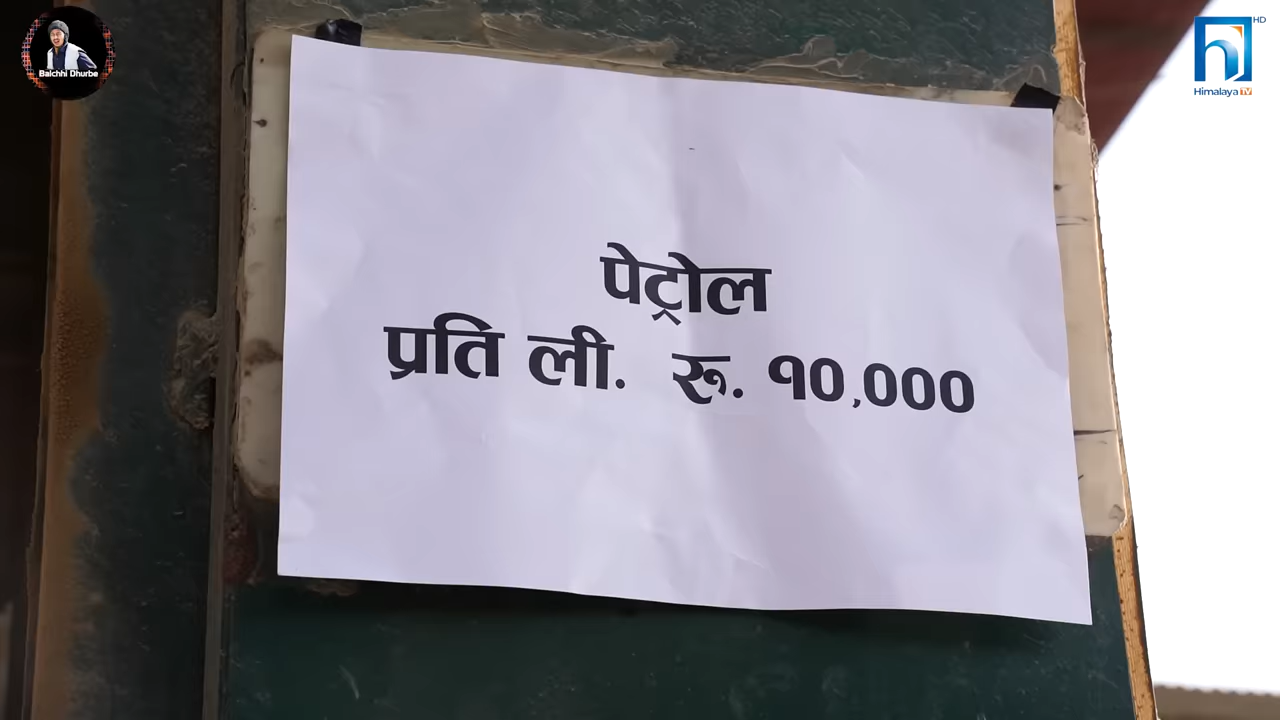 Baichhi Dhurbe
HD
Himalaya TV
पेट्रोल
प्रति ली. रू. १०,०००